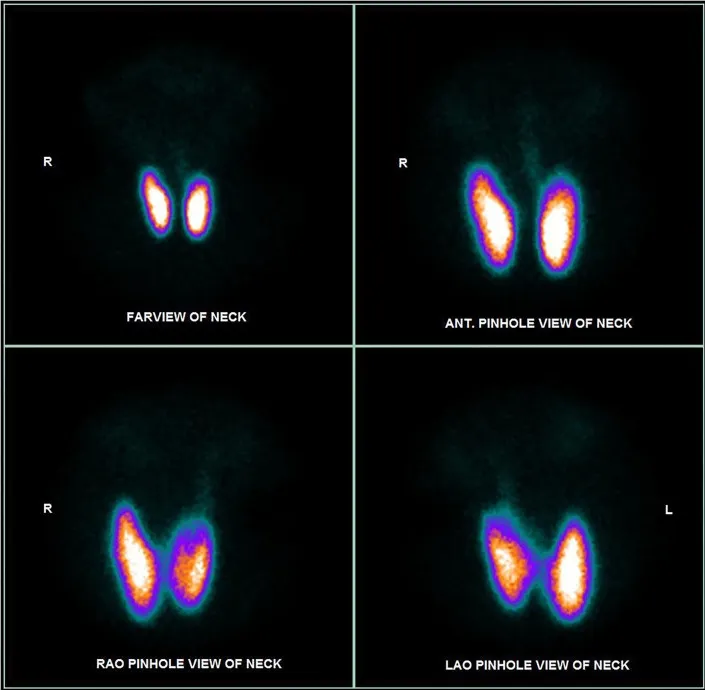 R
FARVIEW OF NECK
R
ANT. PINHOLE VIEW OF NECK
R
RAO PINHOLE VIEW OF NECK
L
LAO PINHOLE VIEW OF NECK